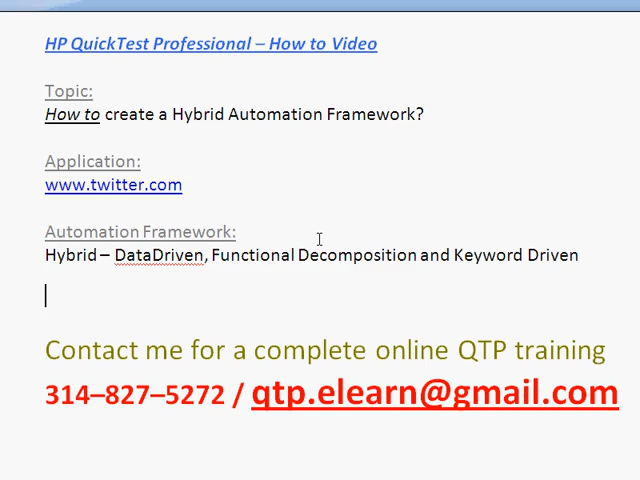 HP QuickTest Professional – How to Video
Topic:
How to create a Hybrid Automation Framework?
Application:
www.twitter.com
Automation Framework:
Hybrid – DataDriven, Functional Decomposition and Keyword Driven
Contact me for a complete online QTP training
314–827–5272 / qtp.elearn@gmail.com